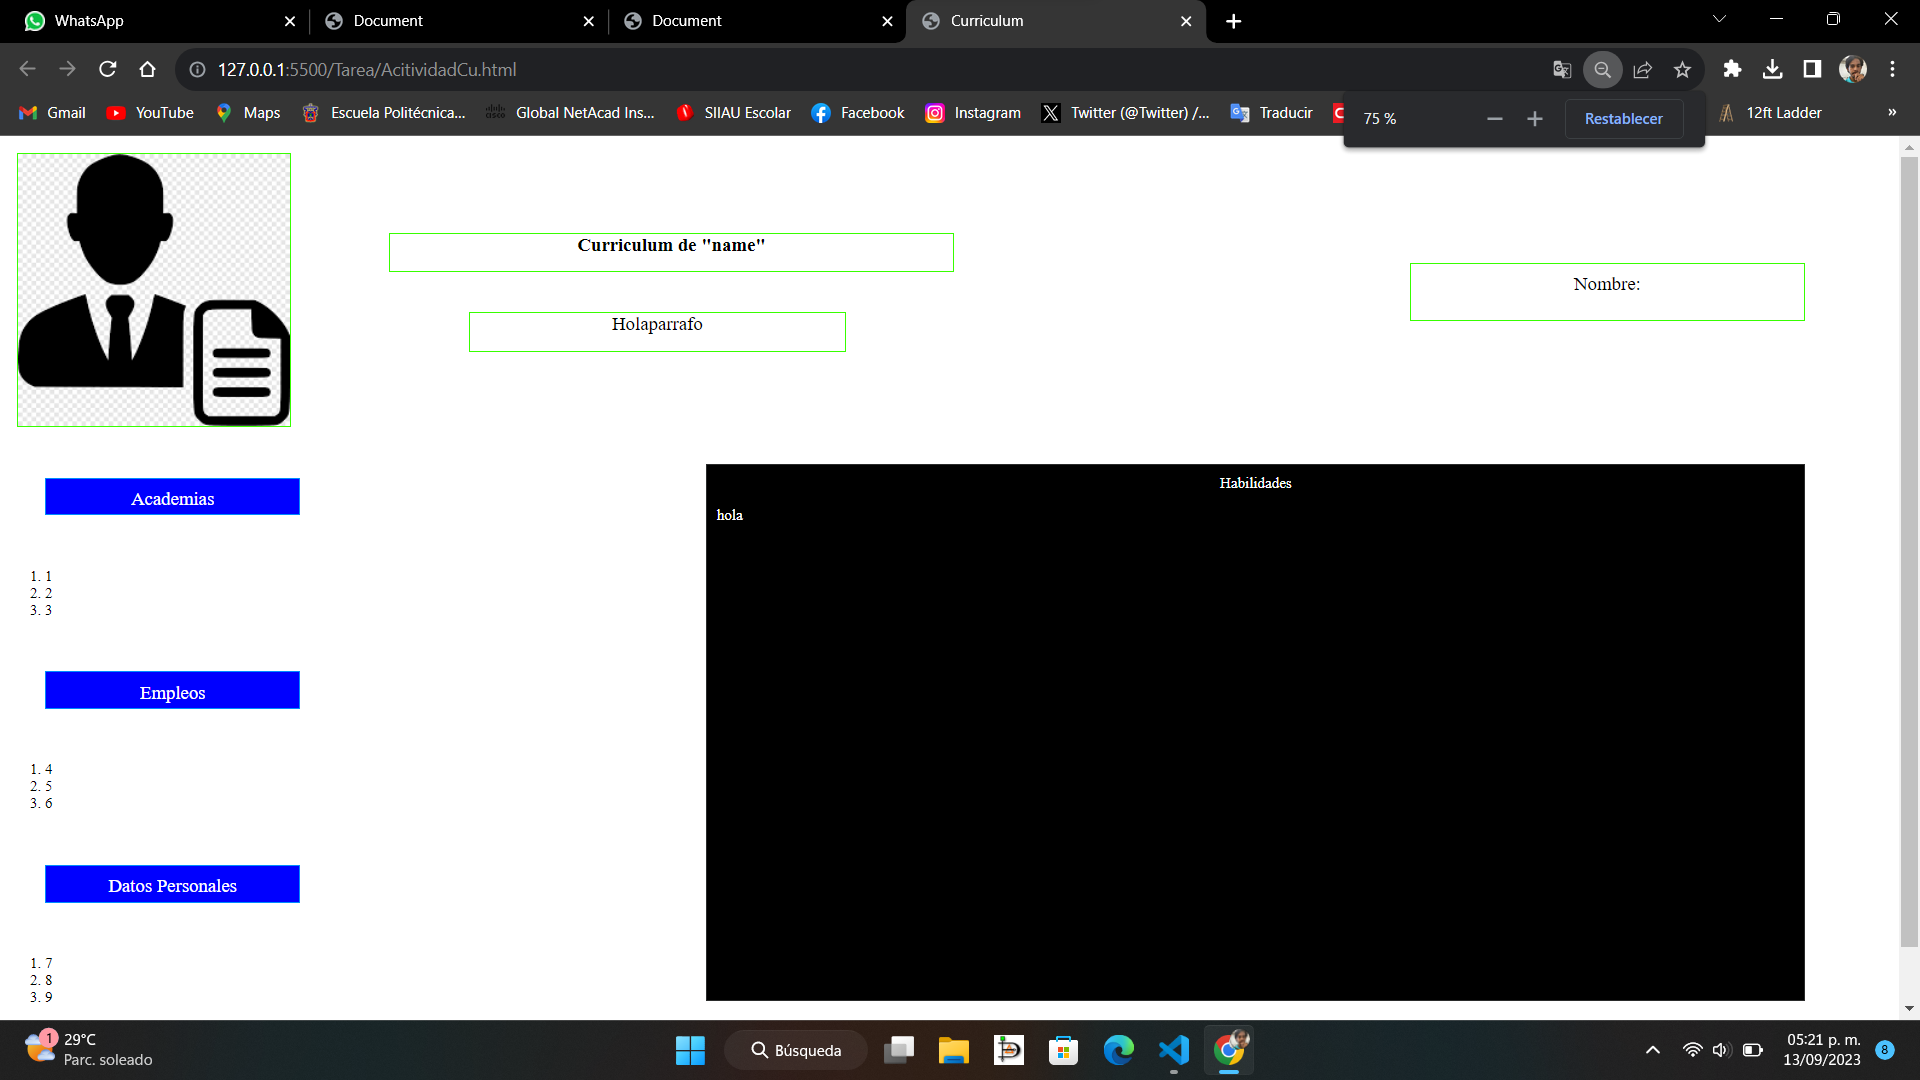 WhatsApp
Document
Document
Curriculum
127.0.0.1:5500/Tarea/AcitividadCu.html
Gmail
YouTube
Maps
Escuela Politécnica...
Global NetAcad Ins...
SIIAU Escolar
Facebook
Instagram
Twitter (@Twitter) /...
Traducir
12ft Ladder
»
75 %
Restablecer
Curriculum de "name"
Nombre:
Holaparrafo
Academias
Habilidades
hola
1. 1
2. 2
3. 3
Empleos
1. 4
2. 5
3. 6
Datos Personales
1. 7
2. 8
3. 9
1
29°C
Parc. soleado
Búsqueda
05:21 p. m.
13/09/2023
8